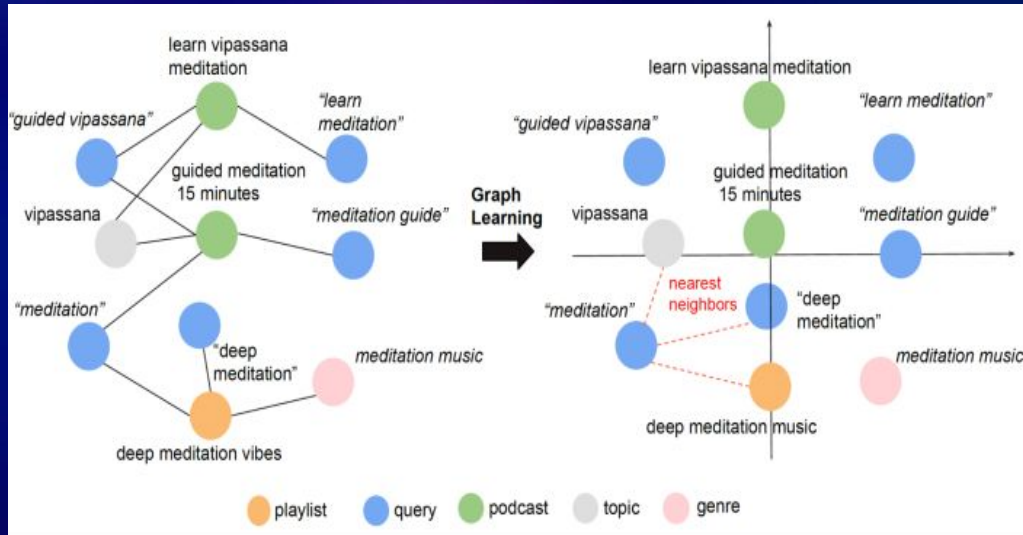 learn vipassana
meditation
"guided vipassana"
"learn
meditation"
guided meditation
15 minutes
vipassana
"meditation guide"
"meditation"
"deep
meditation"
meditation music
deep meditation vibes
Graph
Learning
learn vipassana meditation
"guided vipassana"
"learn meditation"
guided meditation
15 minutes
vipassana
"meditation guide"
nearest
neighbors
"meditation"
"deep
meditation"
meditation music
deep meditation music
playlist
query
podcast
topic
genre